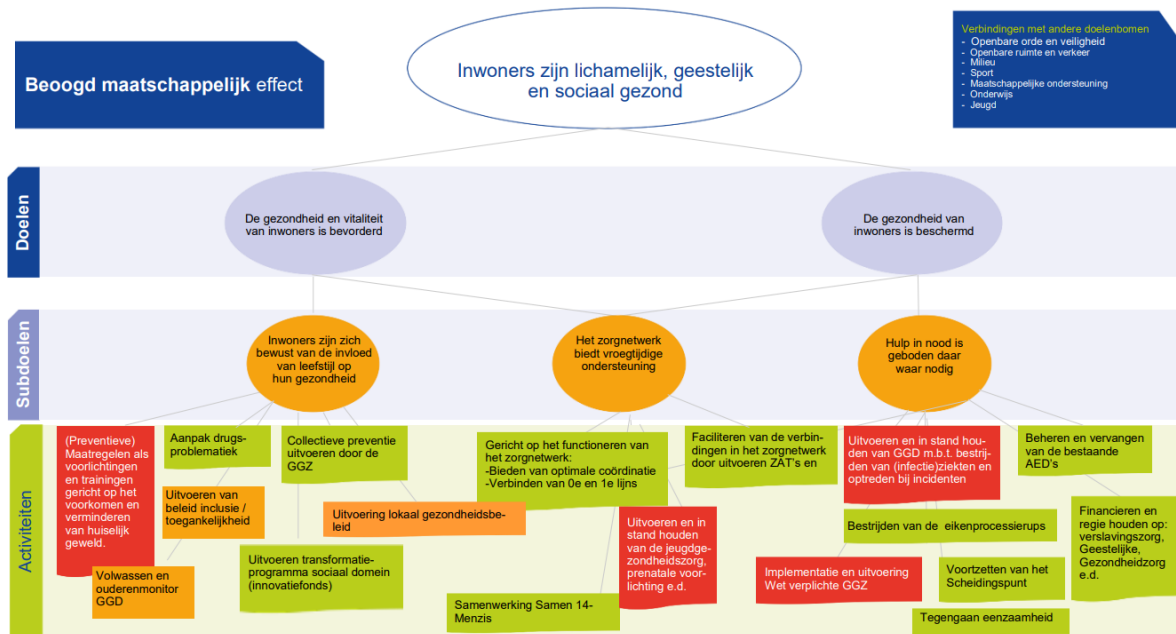 Beoogd maatschappelijk effect
Inwoners zijn lichamelijk, geestelijk
en sociaal gezond
Verbindingen met andere doelenbomen
- Openbare orde en veiligheid
- Openbare ruimte en verkeer
- Milieu
- Sport
- Maatschappelijke ondersteuning
- Onderwijs
- Jeugd
Doelen
De gezondheid en vitaliteit
van inwoners is bevorderd
De gezondheid van
inwoners is beschermd
Subdoelen
Inwoners zijn zich
bewust van de invloed
van leefstijl op
hun gezondheid
Het zorgnetwerk
biedt vroegtijdige
ondersteuning
Hulp in nood is
geboden daar
waar nodig
Activiteiten
(Preventieve)
Maatregelen als
voorlichtingen
en trainingen
gericht op het
voorkomen en
verminderen
van huiselijk
geweld.
Aanpak drugs-
problematiek
Uitvoeren van
beleid inclusie /
toegankelijkheid
Volwassen en
ouderenmonitor
GGD
Collectieve preventie
uitvoeren door de
GGZ
Uitvoering lokaal gezondheidsbe-
leid
Uitvoeren transformatie-
programma sociaal domein
(innovatiefonds)
Gericht op het functioneren van
het zorgnetwerk:
-Bieden van optimale coördinatie
-Verbinden van 0e en 1e lijns
Samenwerking Samen 14-
Menzis
Uitvoeren en in
stand houden
van de jeugdge-
zondheidszorg,
prenatale voor-
lichting e.d.
Faciliteren van de verbin-
dingen in het zorgnetwerk
door uitvoeren ZAT's en
Uitvoeren en in stand hou-
den van GGD m.b.t. bestrij-
den van (infectie)ziekten en
optreden bij incidenten
Beheren en vervangen
van de bestaande
AED's
Bestrijden van de eikenprocessierups
Financieren en
regie houden op:
verslavingszorg,
Geestelijke,
Gezondheidzorg
e.d.
Implementatie en uitvoering
Wet verplichte GGZ
Voortzetten van het
Scheidingspunt
Tegengaan eenzaamheid